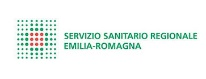 SERVIZIO SANITARIO REGIONALE
EMILIA-ROMAGNA